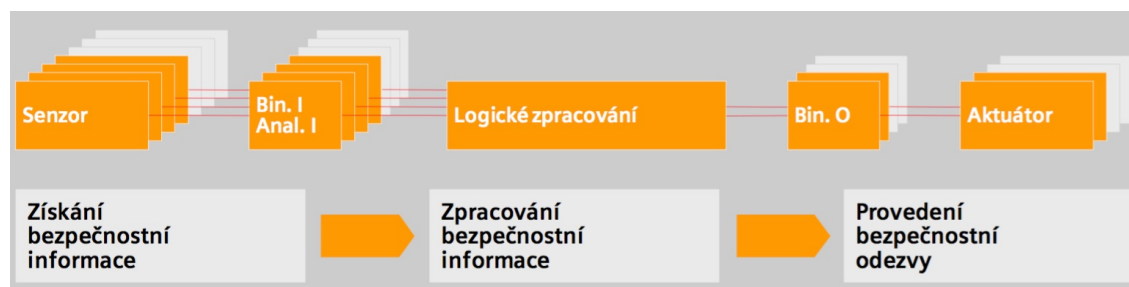 Senzor
Bin. I
Anal. I
Logické zpracování
Bin. O
Aktuátor
Získání
bezpečnostní
informace
Zpracování
bezpečnostní
informace
Provedení
bezpečnostní
odezvy